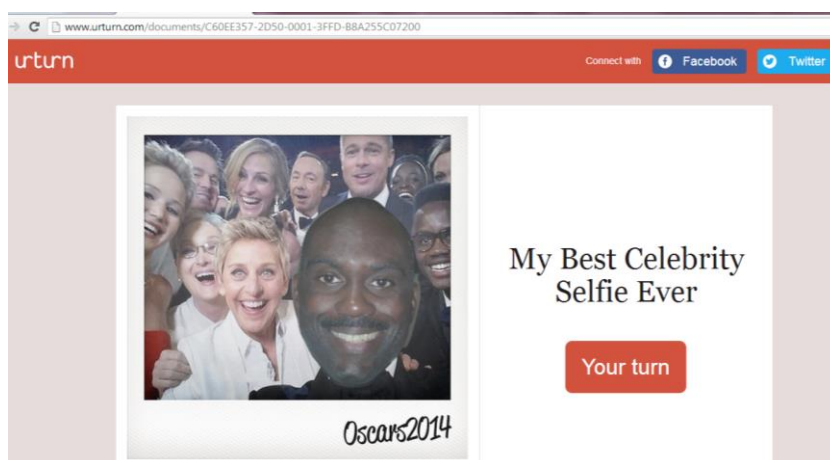 www.urturn.com/documents/C60EE357-2D50-0001-3FFD-B8A255C07200
urturn
Connect with
Facebook
Twitter
My Best Celebrity
Selfie Ever
Your turn
Oscars2014